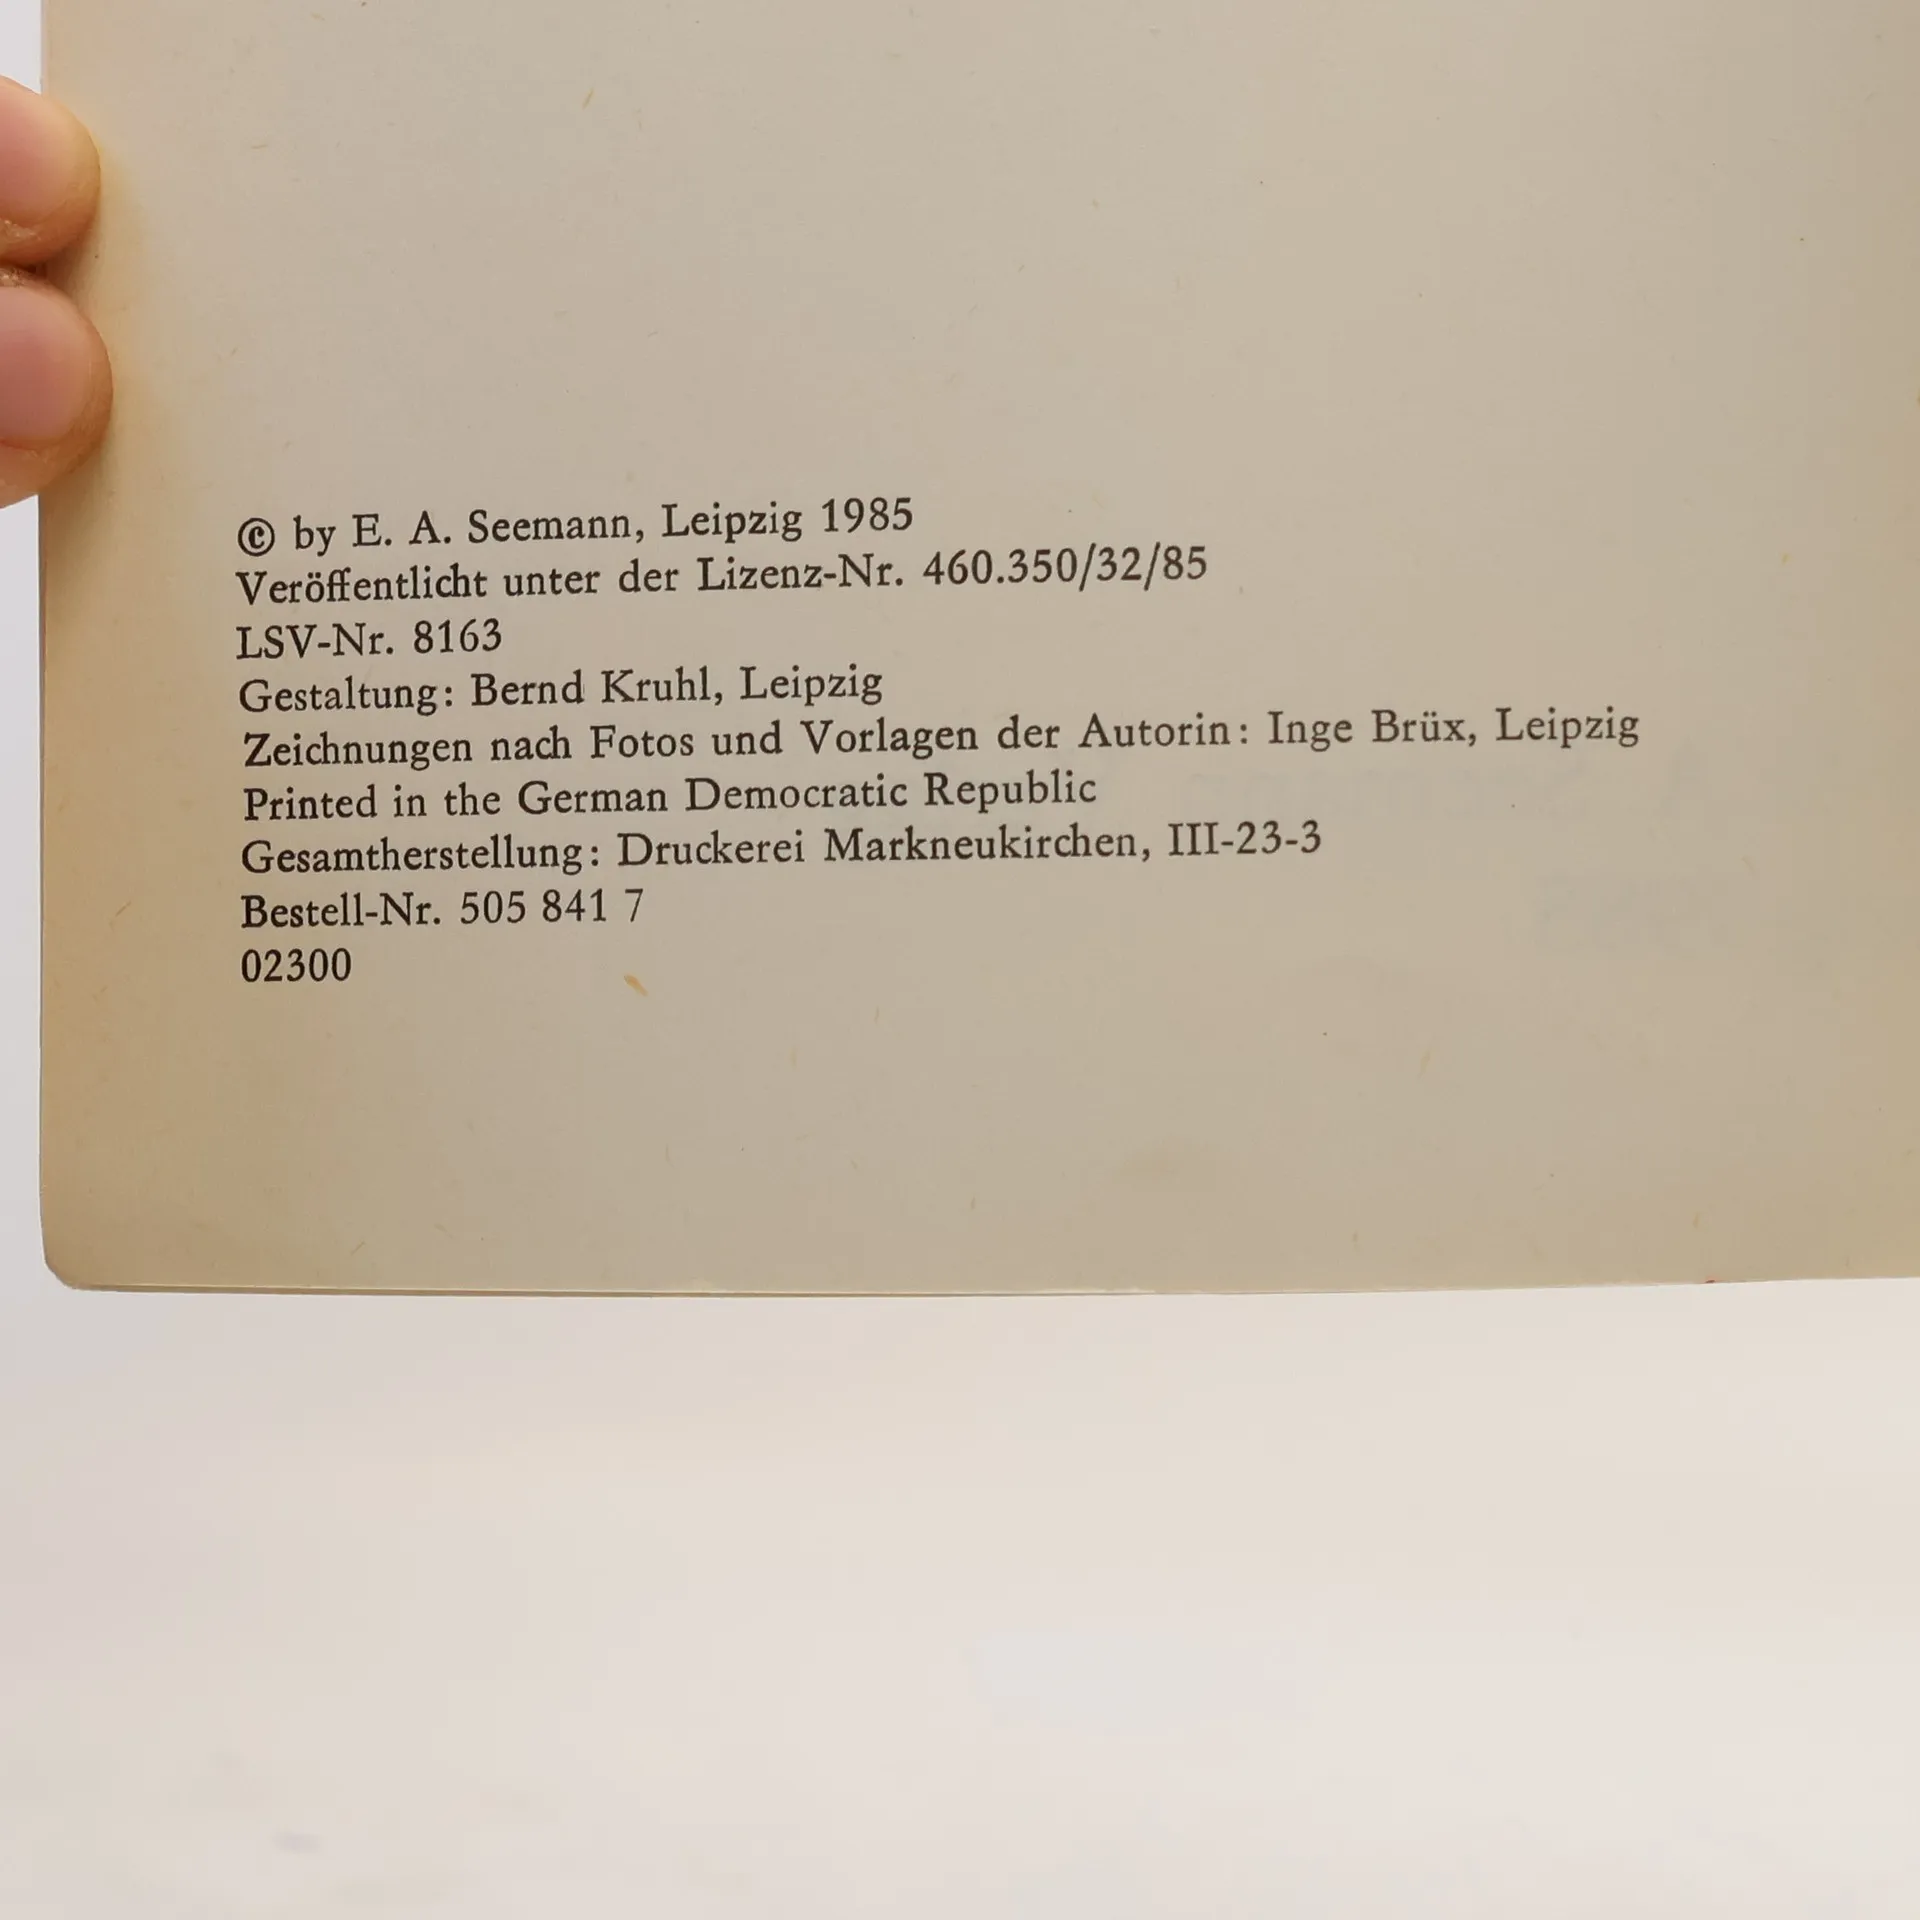 © by E. A. Seemann, Leipzig 1985
Veröffentlicht unter der Lizenz-Nr. 460.350/32/85
LSV-Nr. 8163
Gestaltung: Bernd Kruhl, Leipzig
Zeichnungen nach Fotos und Vorlagen der Autorin: Inge Brüx, Leipzig
Printed in the German Democratic Republic
Gesamtherstellung: Druckerei Markneukirchen, III-23-3
Bestell-Nr. 505 841 7
02300